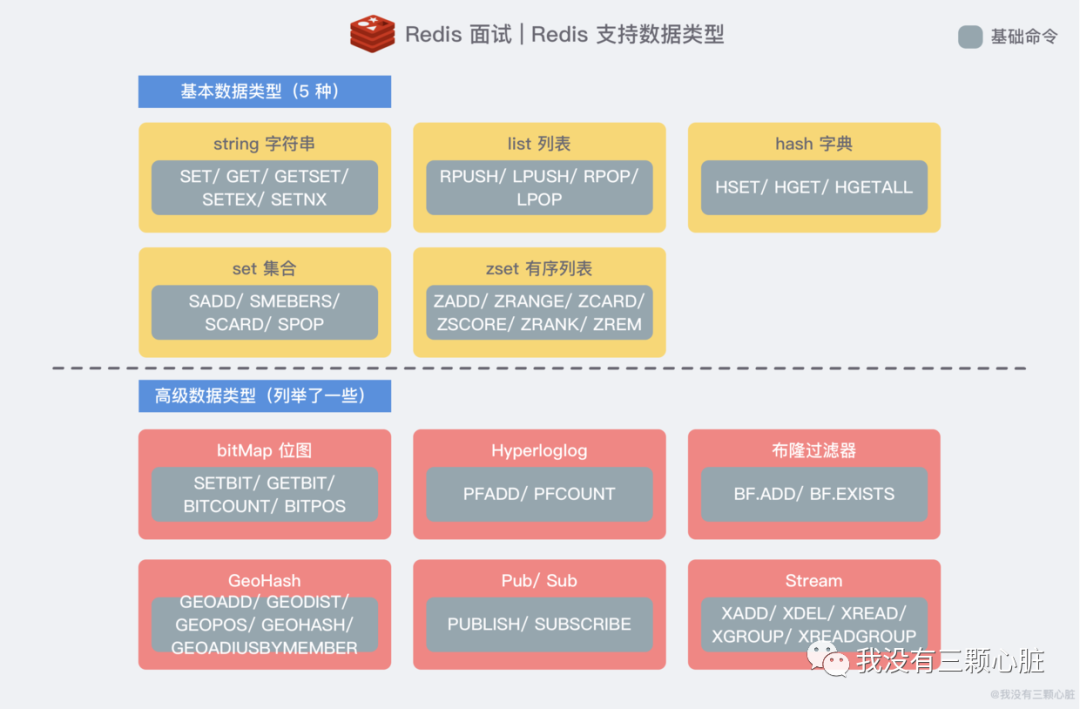 Redis 面试 | Redis 支持数据类型
基础命令
基本数据类型（5 种）
string 字符串
SET/ GET/ GETSET/
SETEX/ SETNX
list 列表
RPUSH/ LPUSH/ RPOP/
LPOP
hash 字典
HSET/ HGET/ HGETALL
set 集合
SADD/ SMEBERS/
SCARD/ SPOP
zset 有序列表
ZADD/ ZRANGE/ ZCARD/
ZSCORE/ ZRANK/ ZREM
高级数据类型（列举了一些）
bitMap 位图
SETBIT/ GETBIT/
BITCOUNT/ BITPOS
Hyperloglog
PFADD/ PFCOUNT
布隆过滤器
BF.ADD/ BF.EXISTS
GeoHash
GEOADD/ GEODIST/
GEOPOS/ GEOHASH/
GEOADIUSBYMEMBER
Pub/ Sub
PUBLISH/ SUBSCRIBE
Stream
XADD/ XDEL/ XREAD/
XGROUP/ XREADGROUP
我没有三颗心脏
@我没有三颗心脏